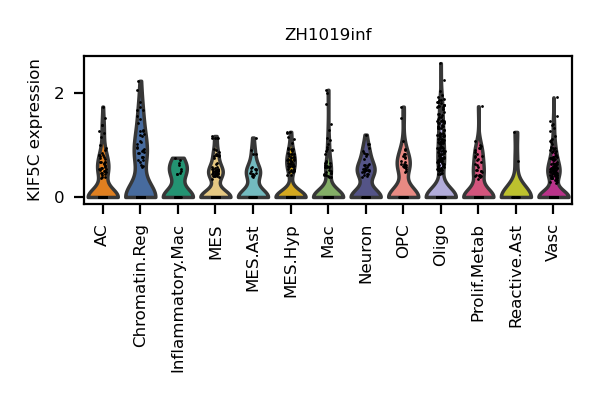 ZH1019inf
KIF5C expression
2
0
AC
Chromatin.Reg
Inflammatory.Mac
MES
MES.Ast
MES.Hyp
Mac
Neuron
OPC
Oligo
Prolif.Metab
Reactive.Ast
Vasc